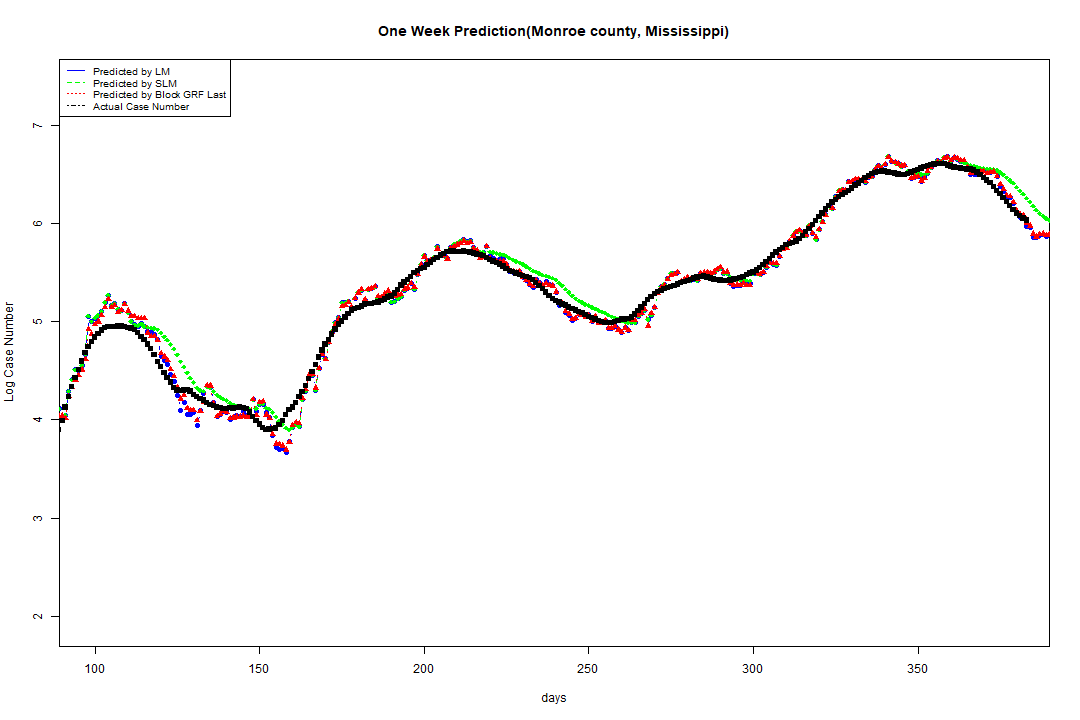 One Week Prediction(Monroe county, Mississippi)
Predicted by LM
Predicted by SLM
Predicted by Block GRF Last
Actual Case Number
Log Case Number
7
6
5
4
3
2
100 150 200 250 300 350
days